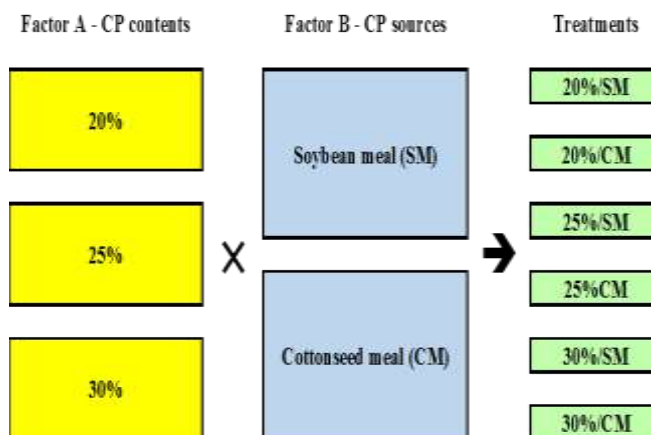 Factor A - CP contents
Factor B - CP sources
Treatments
20%
25%
30%
X
Soybean meal (SM)
Cottonseed meal (CM)
20%/SM
20%/CM
25%/SM
25%CM
30%/SM
30%/CM